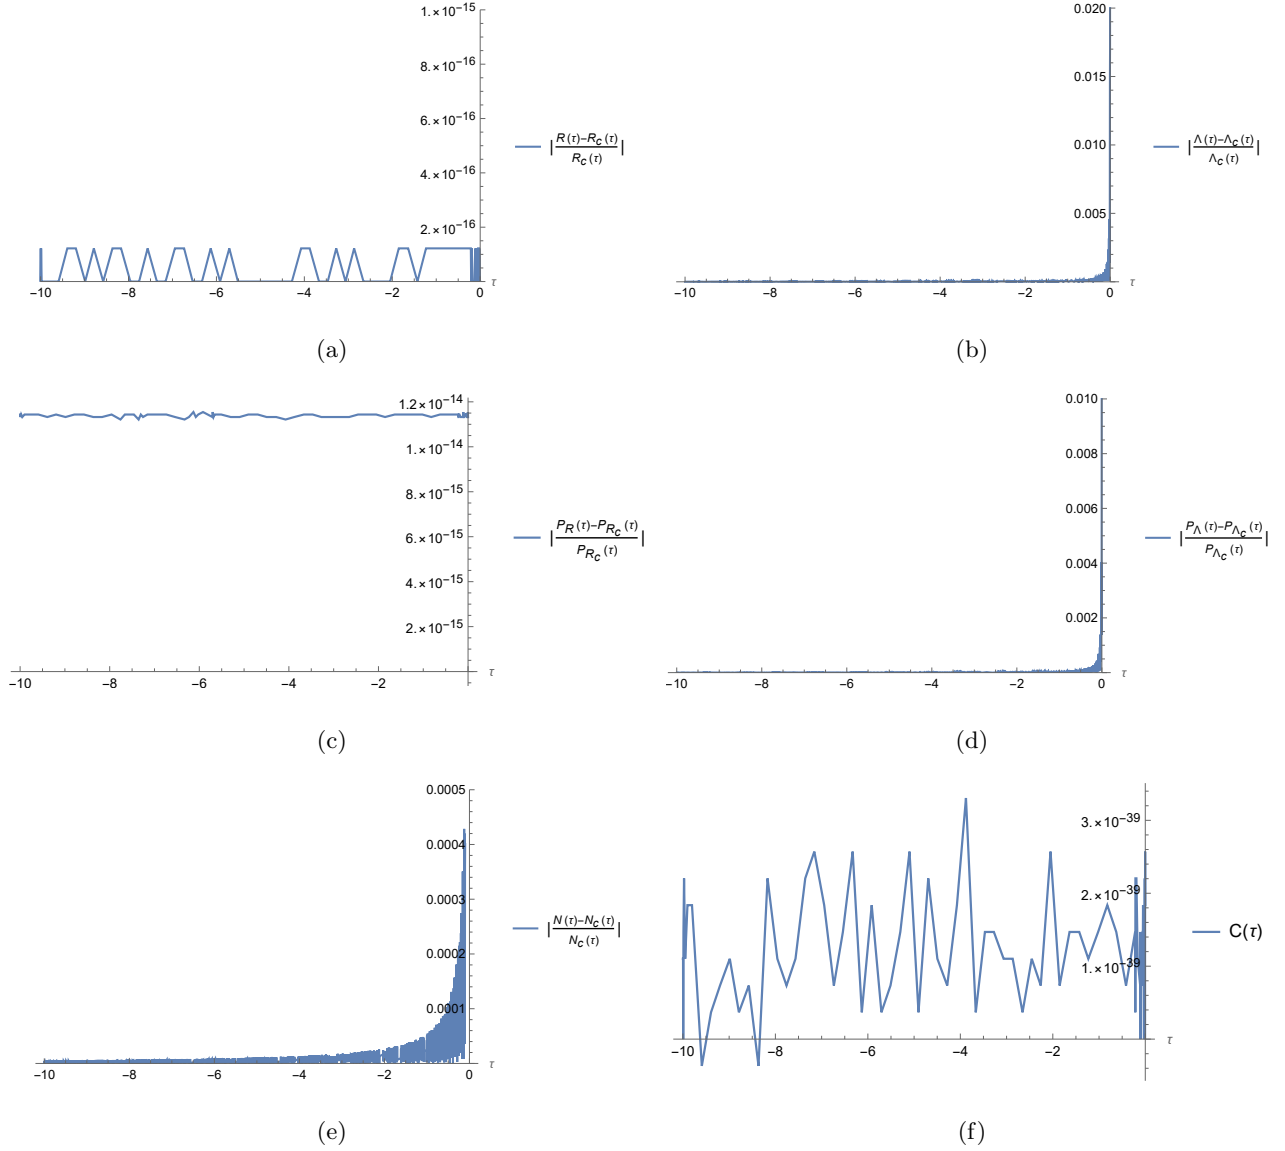 1.×10⁻¹⁵
8.×10⁻¹⁶
6.×10⁻¹⁶
4.×10⁻¹⁶
2.×10⁻¹⁶
−10 −8 −6 −4 −2 0 τ
|R(τ)−R_c(τ) / R_c(τ)|
(a)
0.020
0.015
0.010
0.005
−10 −8 −6 −4 −2 0 τ
|Λ(τ)−Λ_c(τ) / Λ_c(τ)|
(b)
1.2×10⁻¹⁴
1.×10⁻¹⁴
8.×10⁻¹⁵
6.×10⁻¹⁵
4.×10⁻¹⁵
2.×10⁻¹⁵
−10 −8 −6 −4 −2 τ
|P_R(τ)−P_{R_c}(τ) / P_{R_c}(τ)|
(c)
0.010
0.008
0.006
0.004
0.002
−10 −8 −6 −4 −2 0 τ
|P_Λ(τ)−P_{Λ_c}(τ) / P_{Λ_c}(τ)|
(d)
0.0005
0.0004
0.0003
0.0002
0.0001
−10 −8 −6 −4 −2 0 τ
|N(τ)−N_c(τ) / N_c(τ)|
(e)
3.×10⁻³⁹
2.×10⁻³⁹
1.×10⁻³⁹
−10 −8 −6 −4 −2 τ
C(τ)
(f)